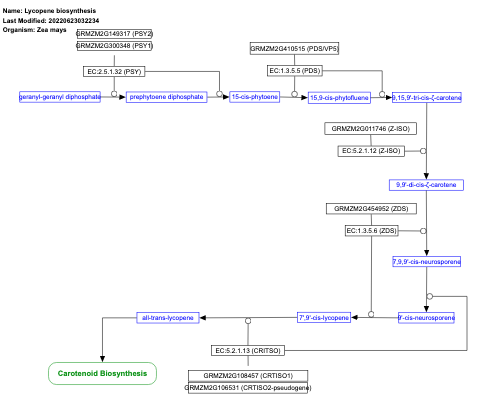 Name: Lycopene biosynthesis
Last Modified: 20220623032234
Organism: Zea mays
GRMZM2G149317 (PSY2)
GRMZM2G300348 (PSY1)
GRMZM2G410515 (PDS/VP5)
EC:2.5.1.32 (PSY)
EC:1.3.5.5 (PDS)
geranyl-geranyl diphosphate
prephytoene diphosphate
15-cis-phytoene
15,9-cis-phytofluene
9,15,9'-tri-cis-ζ-carotene
GRMZM2G011746 (Z-ISO)
EC:5.2.1.12 (Z-ISO)
9,9'-di-cis-ζ-carotene
GRMZM2G454952 (ZDS)
EC:1.3.5.6 (ZDS)
7,9,9'-cis-neurosporene
all-trans-lycopene
7',9'-cis-lycopene
9'-cis-neurosporene
EC:5.2.1.13 (CRITSO)
Carotenoid Biosynthesis
GRMZM2G108457 (CRTISO1)
GRMZM2G106531 (CRTISO2-pseudogene)